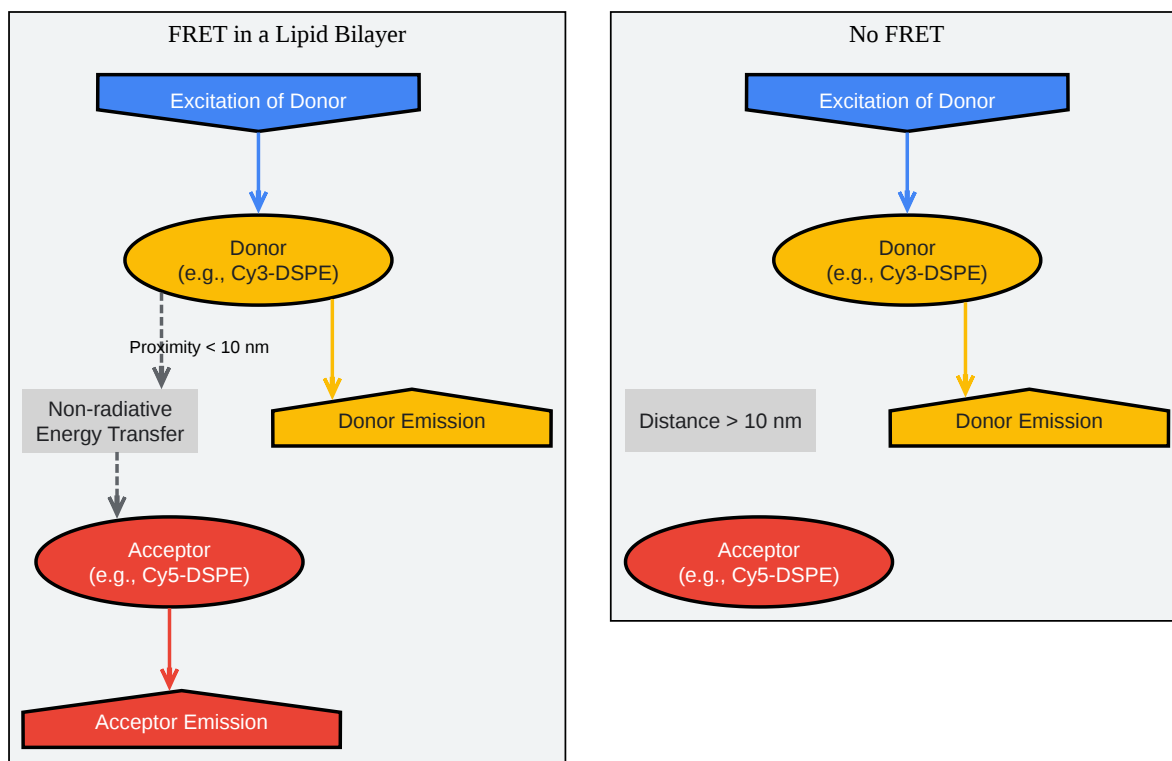 FRET in a Lipid Bilayer
Excitation of Donor
Donor
(e.g., Cy3-DSPE)
Proximity < 10 nm
Non-radiative
Energy Transfer
Donor Emission
Acceptor
(e.g., Cy5-DSPE)
Acceptor Emission
No FRET
Excitation of Donor
Donor
(e.g., Cy3-DSPE)
Distance > 10 nm
Donor Emission
Acceptor
(e.g., Cy5-DSPE)